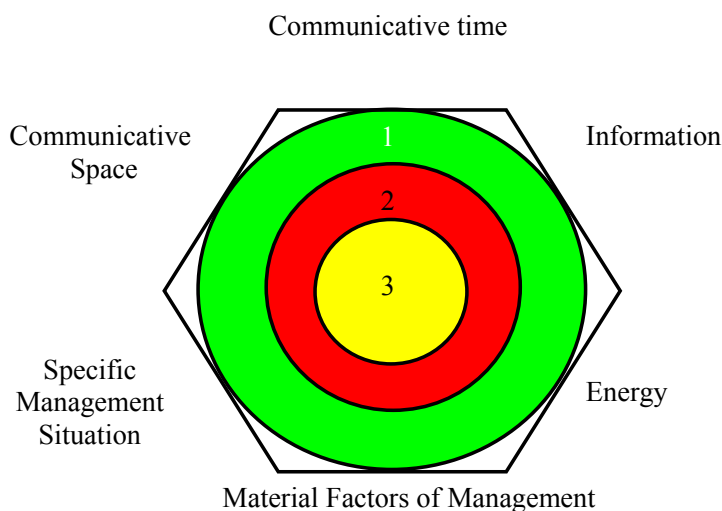 Communicative time
Communicative
Space
Information
1
2
3
Specific
Management
Situation
Energy
Material Factors of Management